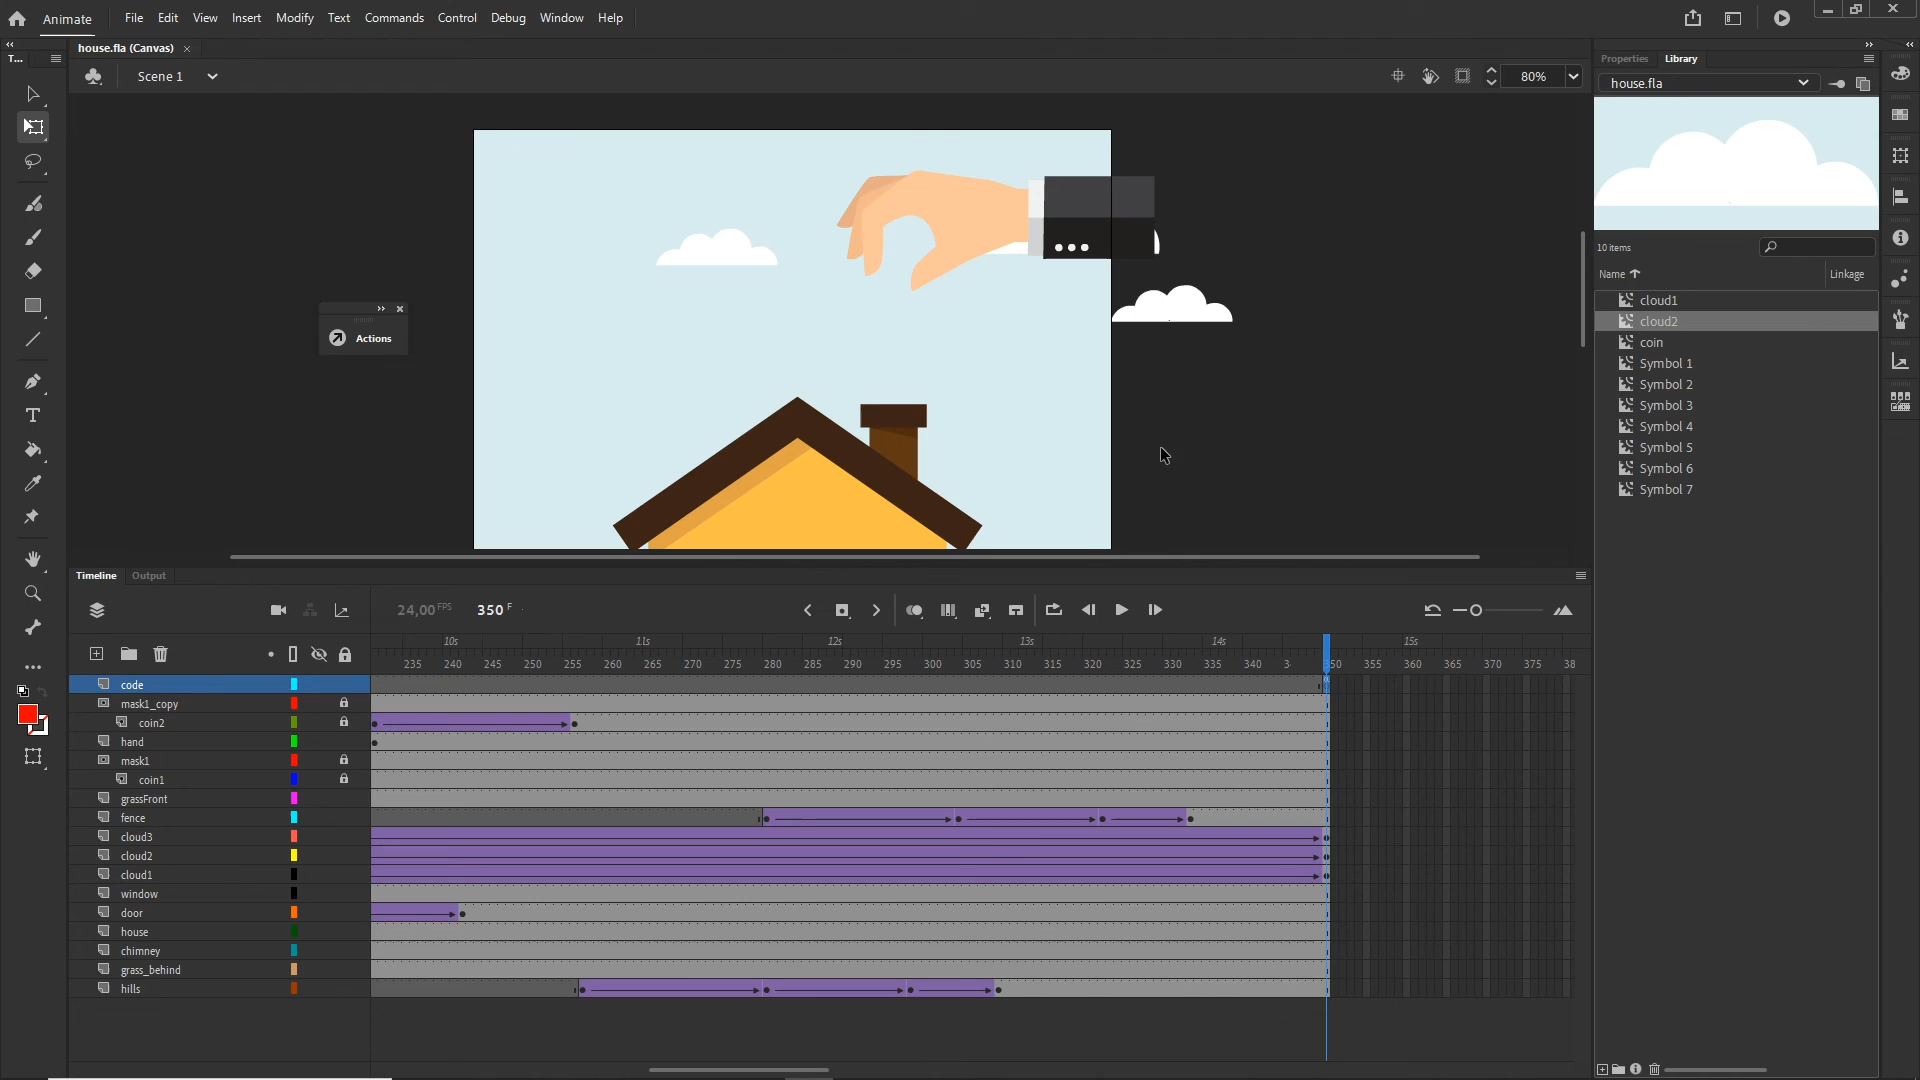 Animate File Edit View Insert Modify Text Commands Control Debug Window Help
T...
house.fla (Canvas)
Scene 1
80%
Actions
Properties Library
house.fla
10 items
Name Linkage
cloud1
cloud2
coin
Symbol 1
Symbol 2
Symbol 3
Symbol 4
Symbol 5
Symbol 6
Symbol 7
Timeline Output
24,00 FPS 350 F
10s 11s 12s 13s 14s 15s
235 240 245 250 255 260 265 270 275 280 285 290 295 300 305 310 315 320 325 330 335 340 3 350 355 360 365 370 375 38
code
mask1_copy
coin2
hand
mask1
coin1
grassFront
fence
cloud3
cloud2
cloud1
window
door
house
chimney
grass_behind
hills